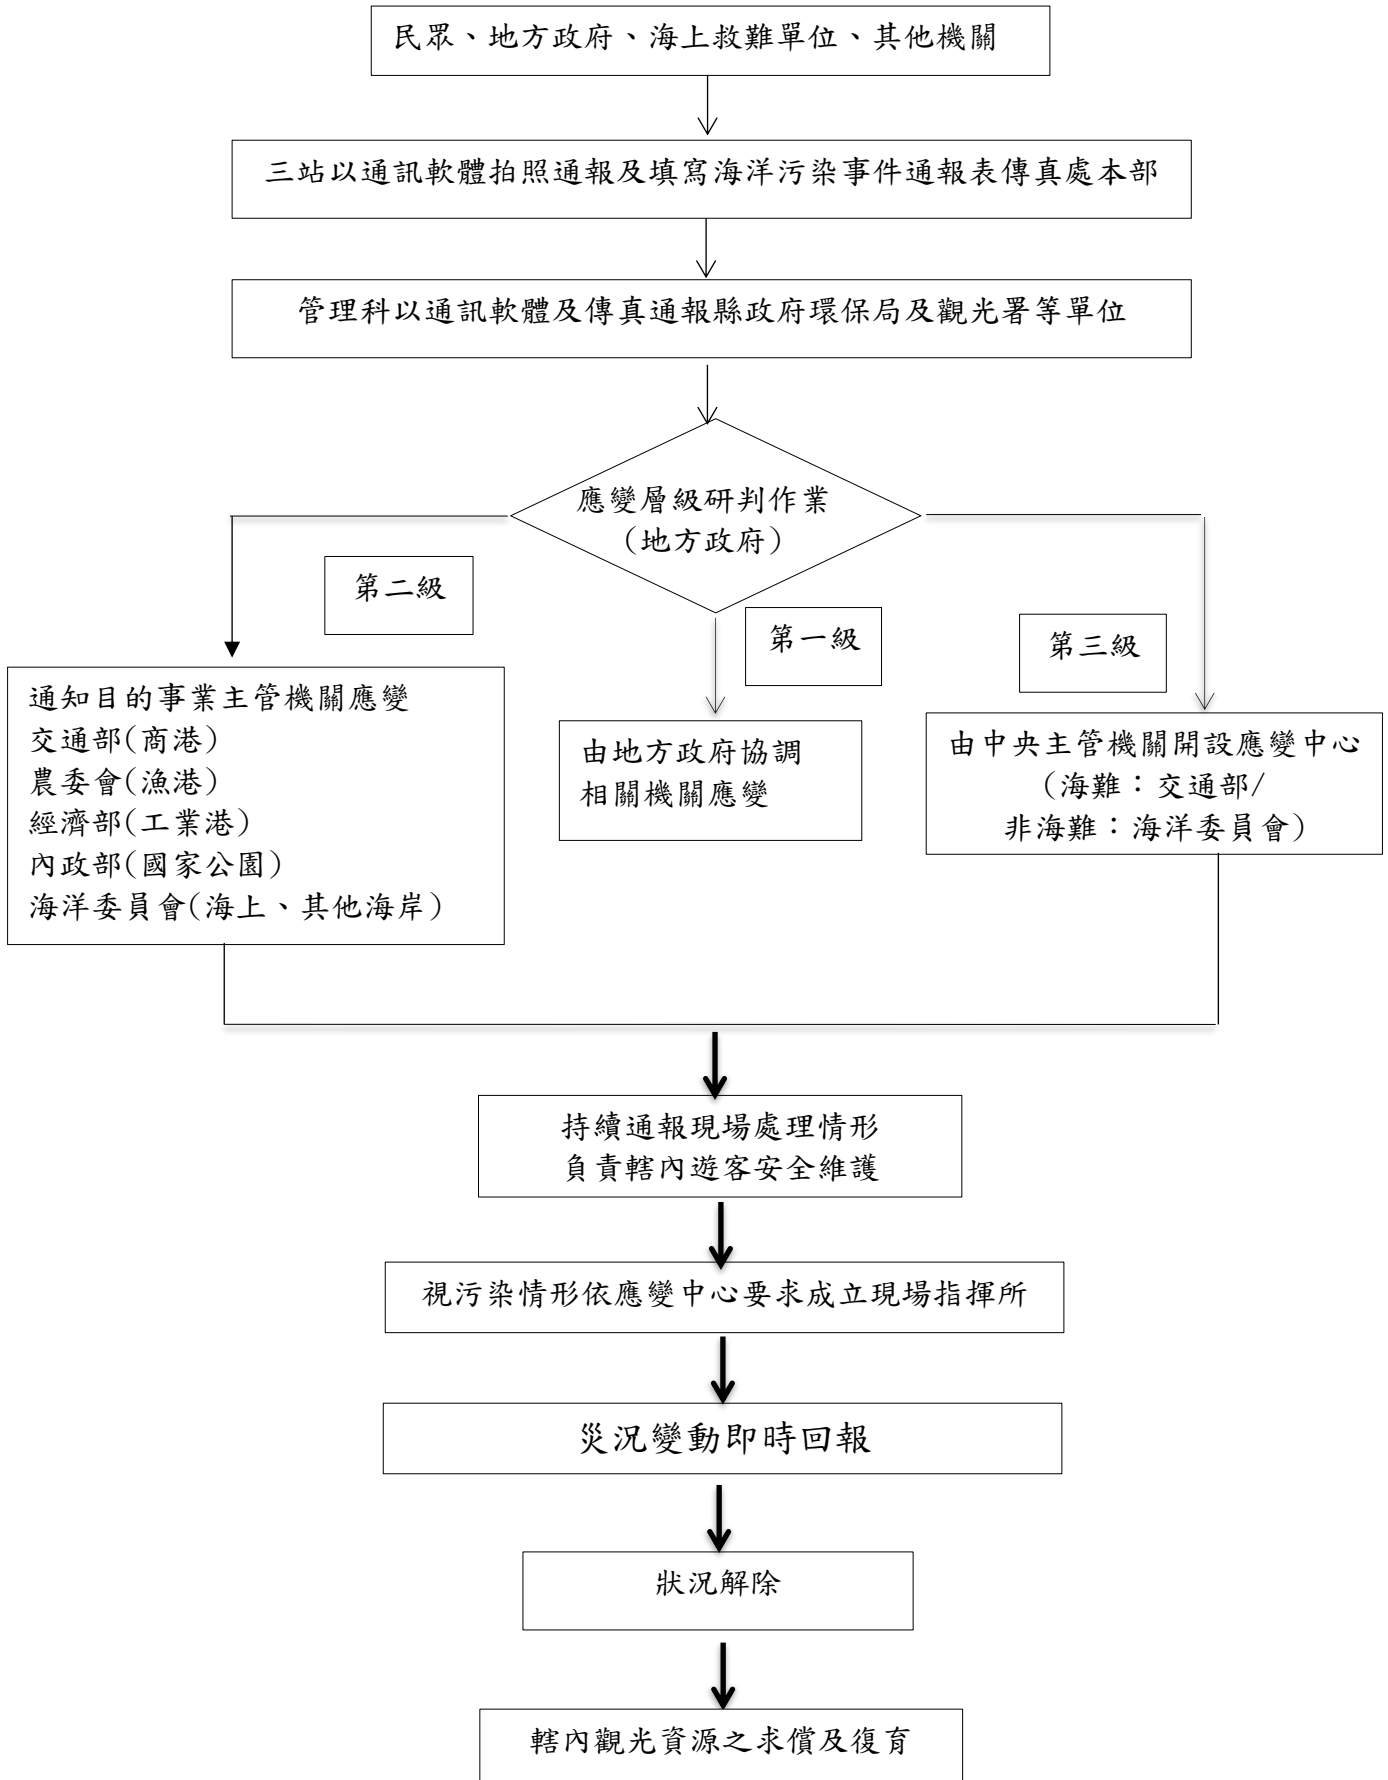 民眾、地方政府、海上救難單位、其他機關
三站以通訊軟體拍照通報及填寫海洋污染事件通報表傳真處本部
管理科以通訊軟體及傳真通報縣政府環保局及觀光署等單位
應變層級研判作業
(地方政府)
第二級
第一級
第三級
通知目的事業主管機關應變
交通部(商港)
農委會(漁港)
經濟部(工業港)
內政部(國家公園)
海洋委員會(海上、其他海岸)
由地方政府協調
相關機關應變
由中央主管機關開設應變中心
(海難：交通部/
非海難：海洋委員會)
持續通報現場處理情形
負責轄內遊客安全維護
視污染情形依應變中心要求成立現場指揮所
災況變動即時回報
狀況解除
轄內觀光資源之求償及復育